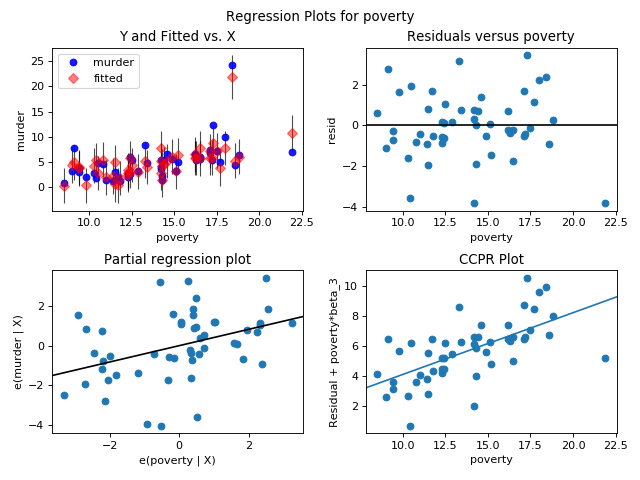 Regression Plots for poverty
Y and Fitted vs. X
murder
fitted
murder
25
20
15
10
5
0
10.0 12.5 15.0 17.5 20.0 22.5
poverty
Residuals versus poverty
resid
2
0
−2
−4
10.0 12.5 15.0 17.5 20.0 22.5
poverty
Partial regression plot
e(murder | X)
2
0
−2
−4
−2 0 2
e(poverty | X)
CCPR Plot
Residual + poverty*beta_3
10
8
6
4
2
10.0 12.5 15.0 17.5 20.0 22.5
poverty